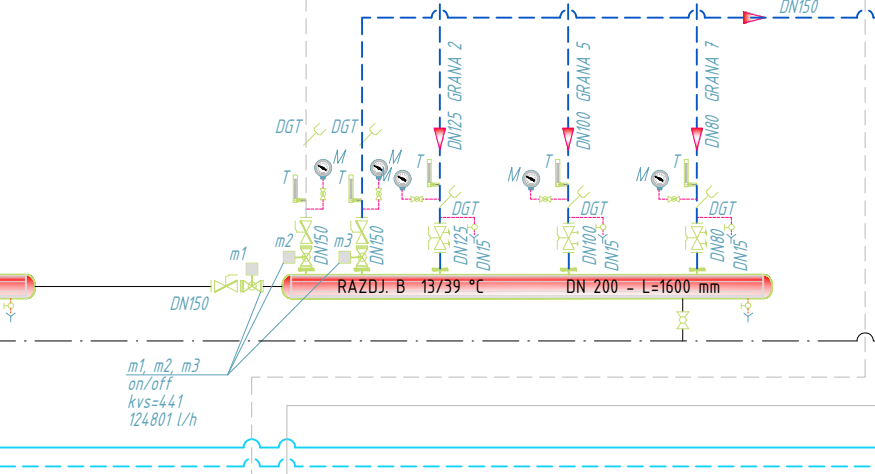 DN150
GRANA 2
GRANA 5
GRANA 7
DN125
DN100
DN80
DGT
DGT
M
M
M
M
M
T
T
T
T
T
DGT
DGT
DGT
DN150
DN150
DN125
DN15
DN100
DN15
DN80
DN15
m1
m2
m3
RAZDJ. B 13/39 °C DN 200 - L=1600 mm
DN150
m1, m2, m3
on/off
kvs=441
124801 l/h